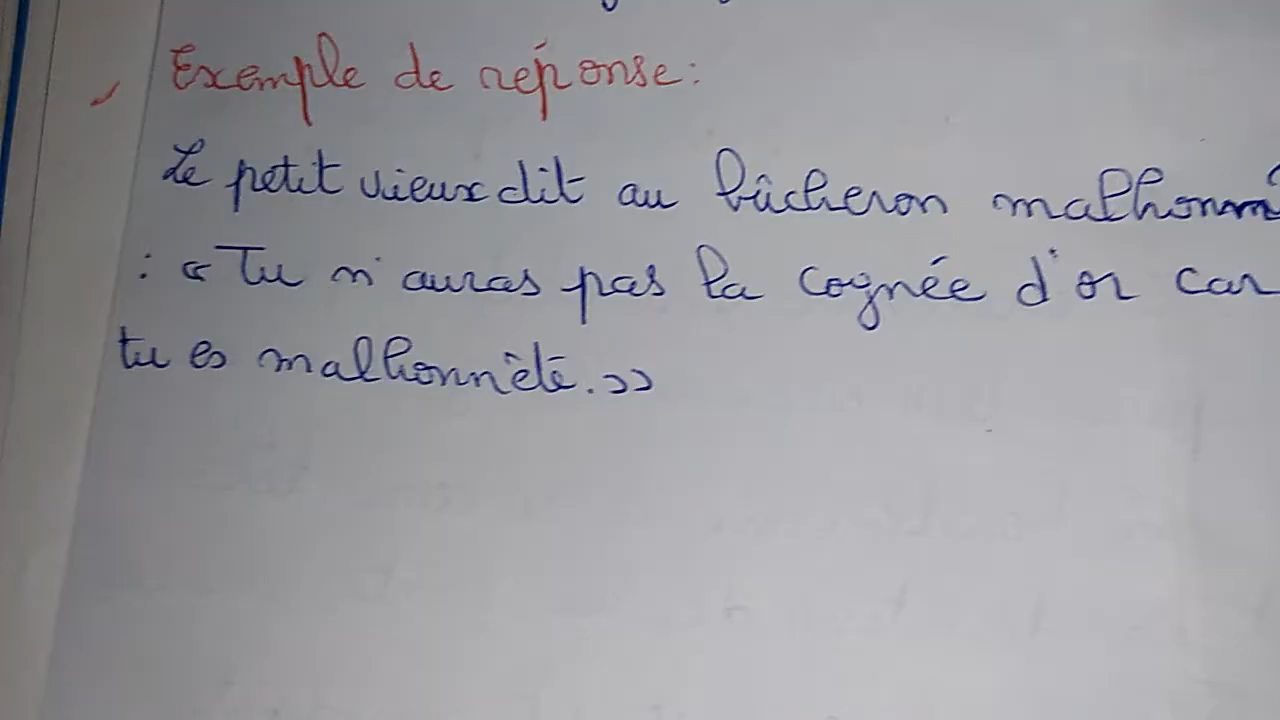 Exemple de réponse:
Le petit vieux dit au bûcheron malhonn
: « Tu n'auras pas la cognée d'or car
tu es malhonnète. »